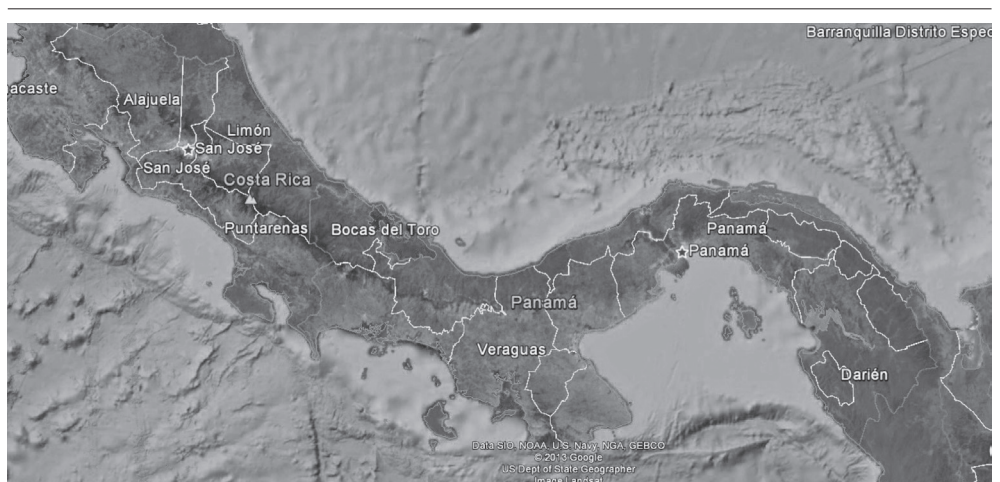 Barranquilla Distrito Espec
acaste
Alajuela
Limón
San José
San José
Costa Rica
Puntarenas
Bocas del Toro
Panamá
Panamá
Panamá
Veraguas
Darién
Data SIO, NOAA, U.S. Navy, NGA, GEBCO
© 2013 Google
US Dept of State Geographer
Image Landsat